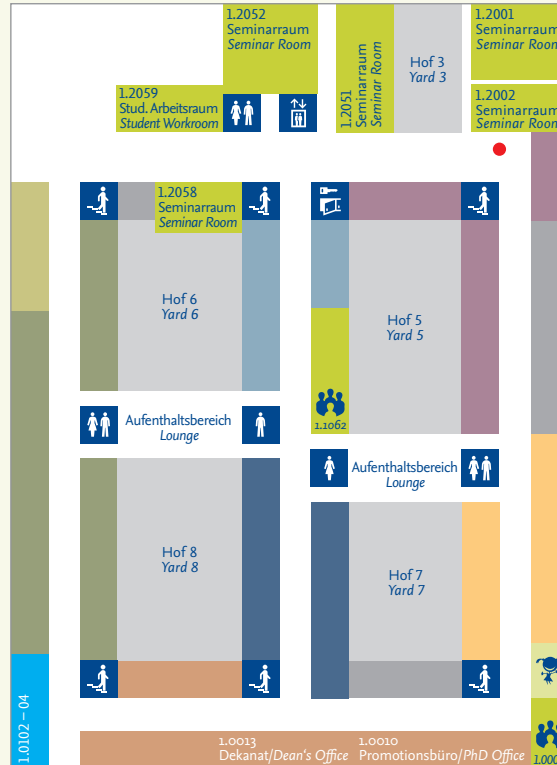 1.2052
Seminarraum
Seminar Room
1.2051
Seminarraum
Seminar Room
Hof 3
Yard 3
1.2001
Seminarraum
Seminar Room
1.2059
Stud. Arbeitsraum
Student Workroom
1.2002
Seminarraum
Seminar Room
1.2058
Seminarraum
Seminar Room
Hof 6
Yard 6
Hof 5
Yard 5
1.1062
Aufenthaltsbereich
Lounge
Aufenthaltsbereich
Lounge
Hof 8
Yard 8
Hof 7
Yard 7
1.0102 – 04
1.0013
Dekanat/Dean's Office
1.0010
Promotionsbüro/PhD Office